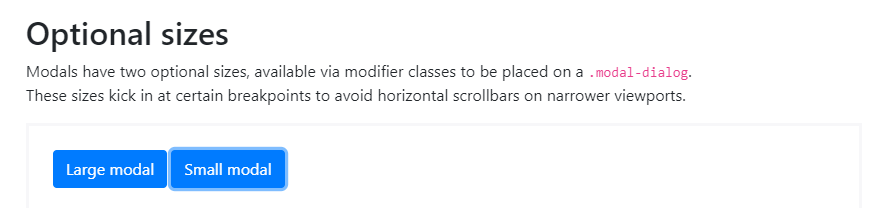 Optional sizes
Modals have two optional sizes, available via modifier classes to be placed on a .modal-dialog.
These sizes kick in at certain breakpoints to avoid horizontal scrollbars on narrower viewports.
Large modal Small modal